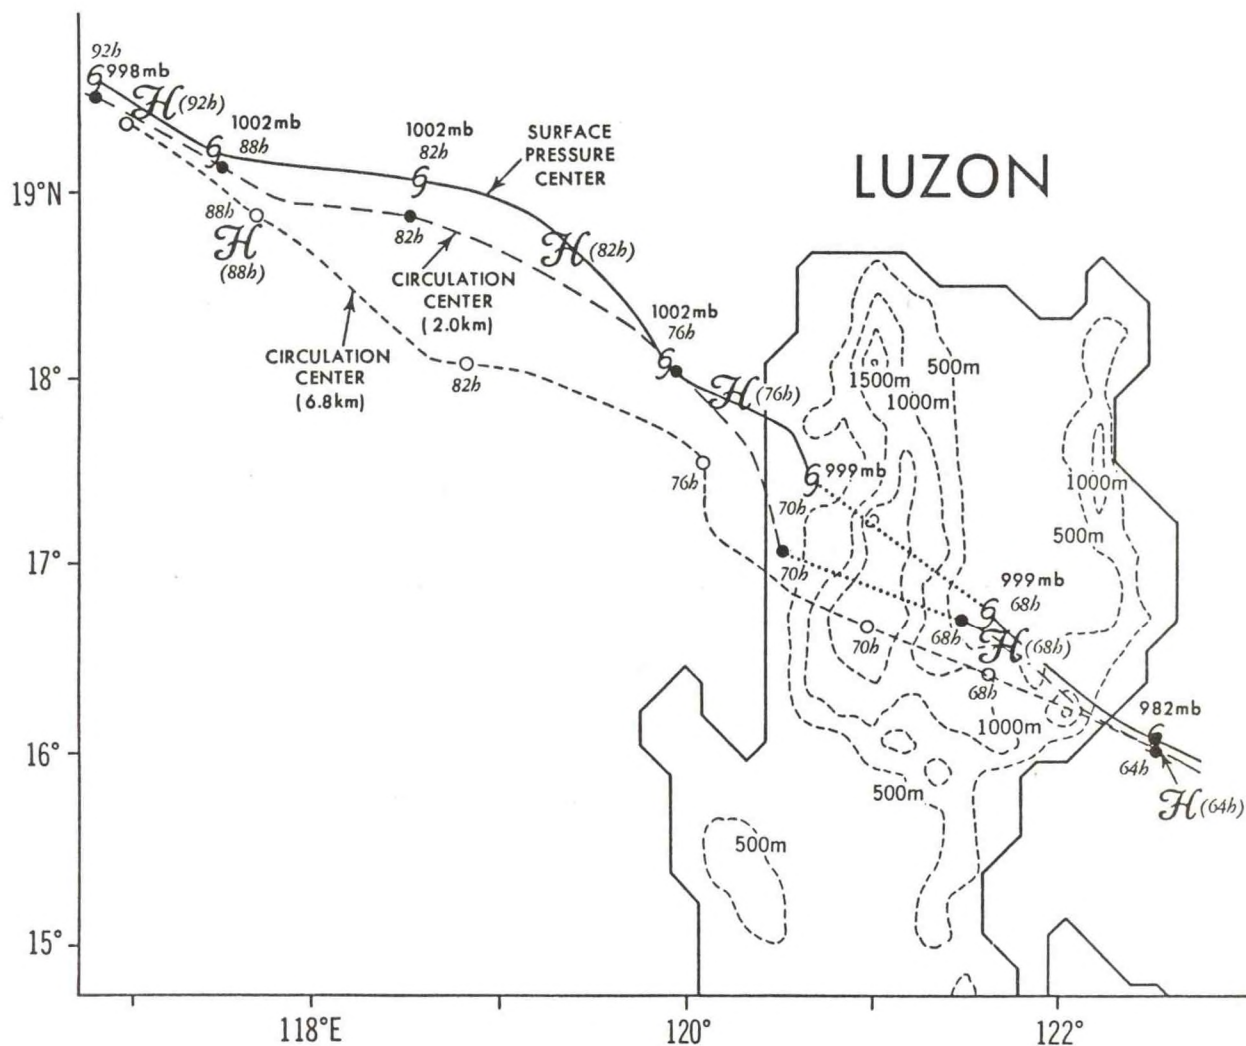 92h
998mb
ℋ(92h)
1002mb
88h
1002mb
82h
SURFACE
PRESSURE
CENTER
LUZON
19°N
88h
ℋ
(88h)
82h
ℋ(82h)
CIRCULATION
CENTER
(2.0km)
1002mb
76h
CIRCULATION
CENTER
(6.8km)
18°
82h
ℋ(76h)
1500m
500m
1000m
76h
999mb
70h
1000m
500m
17°
70h
999mb
68h
68h
ℋ(68h)
70h
68h
1000m
982mb
16°
64h
500m
ℋ(64h)
500m
15°
118°E
120°
122°